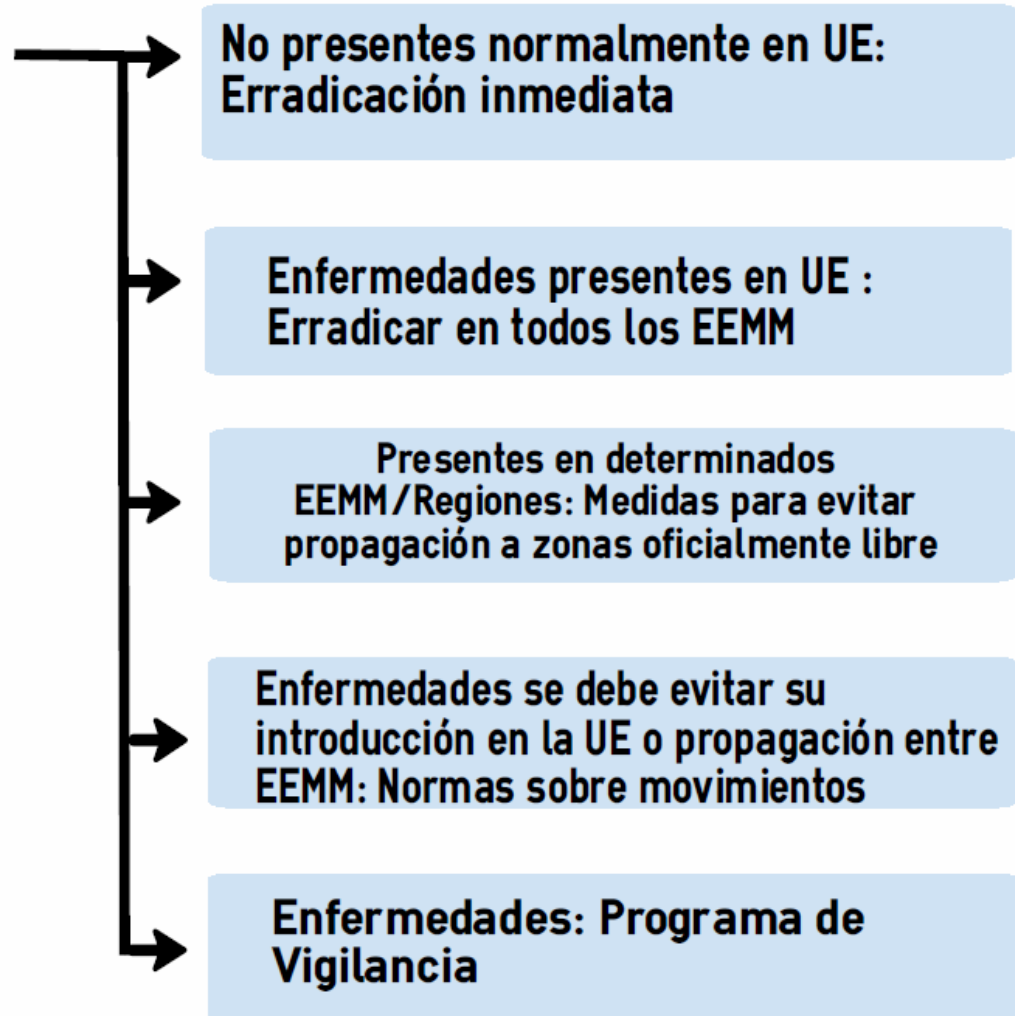 No presentes normalmente en UE:
Erradicación inmediata
Enfermedades presentes en UE :
Erradicar en todos los EEMM
Presentes en determinados
EEMM/Regiones: Medidas para evitar
propagación a zonas oficialmente libre
Enfermedades se debe evitar su
introducción en la UE o propagación entre
EEMM: Normas sobre movimientos
Enfermedades: Programa de
Vigilancia